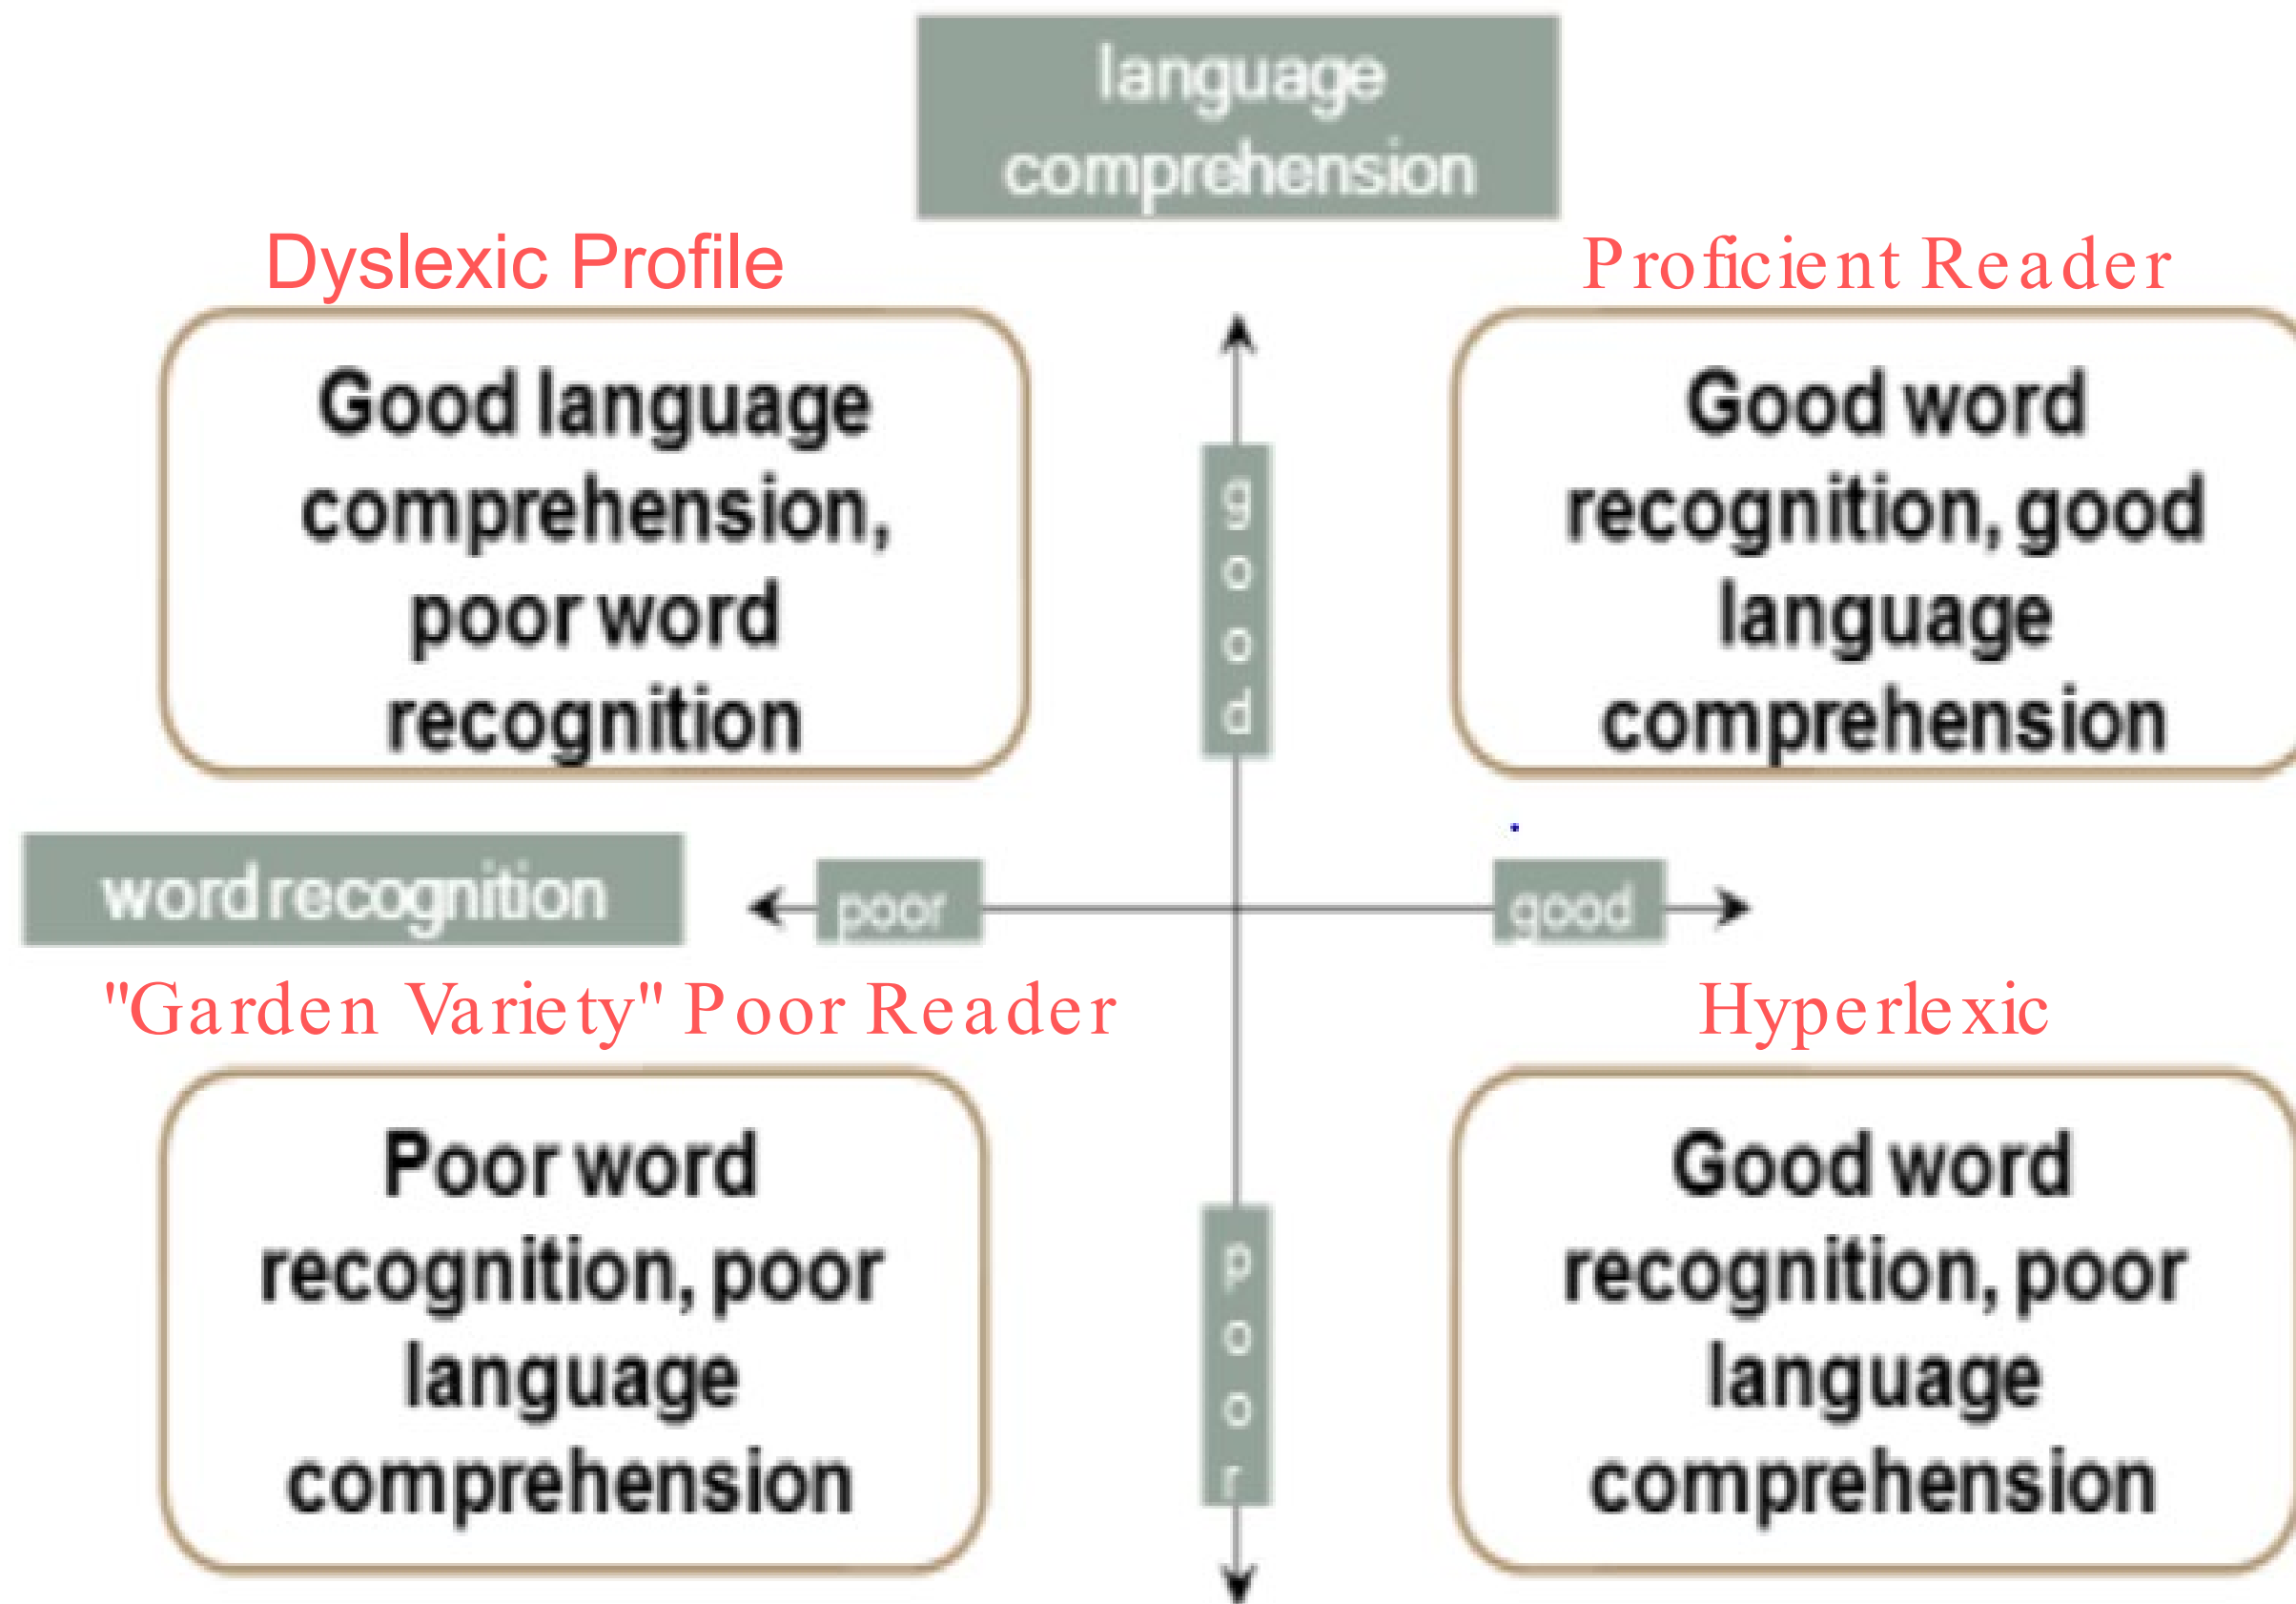 language
comprehension
Dyslexic Profile
Good language
comprehension,
poor word
recognition
Proficient Reader
Good word
recognition, good
language
comprehension
good
word recognition
poor
good
"Garden Variety" Poor Reader
Poor word
recognition, poor
language
comprehension
Hyperlexic
Good word
recognition, poor
language
comprehension
poor